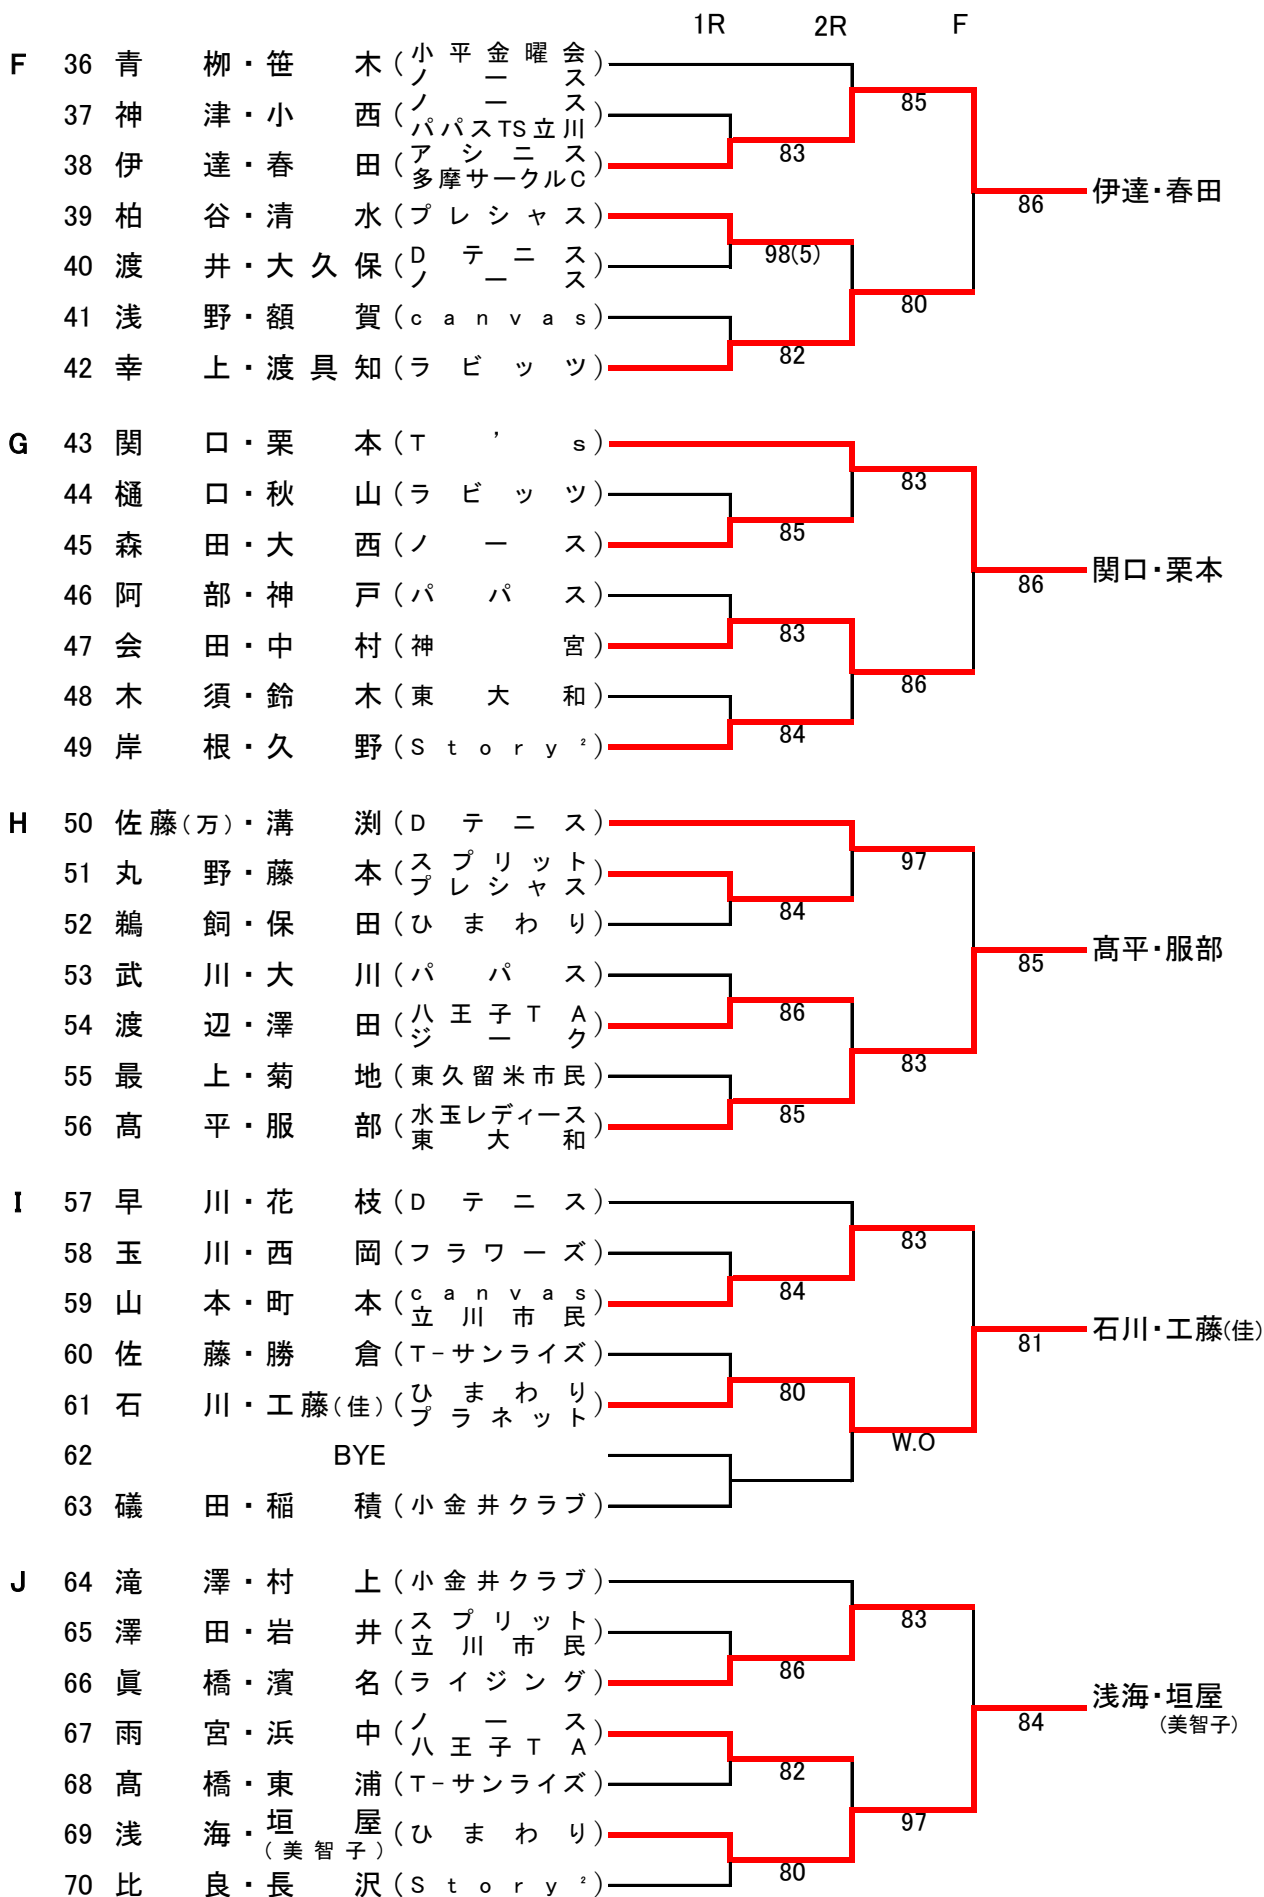 1R 2R F
F 36 青柳・笹木(小平金曜会 ノース)
37 神津・小西(ノース パパスTS立川)
38 伊達・春田(アシニス 多摩サークルC)
39 柏谷・清水(プレシャス)
40 渡井・大久保(Dテニス ノース)
41 浅野・額賀(canvas)
42 幸上・渡具知(ラビッツ)
83
98(5)
82
85
80
86
伊達・春田
G 43 関口・栗本(T's)
44 樋口・秋山(ラビッツ)
45 森田・大西(ノース)
46 阿部・神戸(パパス)
47 会田・中村(神宮)
48 木須・鈴木(東大和)
49 岸根・久野(Story²)
85
83
84
83
86
86
関口・栗本
H 50 佐藤(万)・溝渕(Dテニス)
51 丸野・藤本(スプリット プレシャス)
52 鵜飼・保田(ひまわり)
53 武川・大川(パパス)
54 渡辺・澤田(八王子TA ジーク)
55 最上・菊地(東久留米市民)
56 髙平・服部(水玉レディース 東大和)
84
86
85
97
83
85
髙平・服部
I 57 早川・花枝(Dテニス)
58 玉川・西岡(フラワーズ)
59 山本・町本(canvas 立川市民)
60 佐藤・勝倉(T-サンライズ)
61 石川・工藤(佳)(ひまわり プラネット)
62 BYE
63 礒田・稲積(小金井クラブ)
84
80
83
W.O
81
石川・工藤(佳)
J 64 滝澤・村上(小金井クラブ)
65 澤田・岩井(スプリット 立川市民)
66 眞橋・濱名(ライジング)
67 雨宮・浜中(ノース 八王子TA)
68 髙橋・東浦(T-サンライズ)
69 浅海・垣屋(美智子)(ひまわり)
70 比良・長沢(Story²)
86
82
80
83
97
84
浅海・垣屋
(美智子)